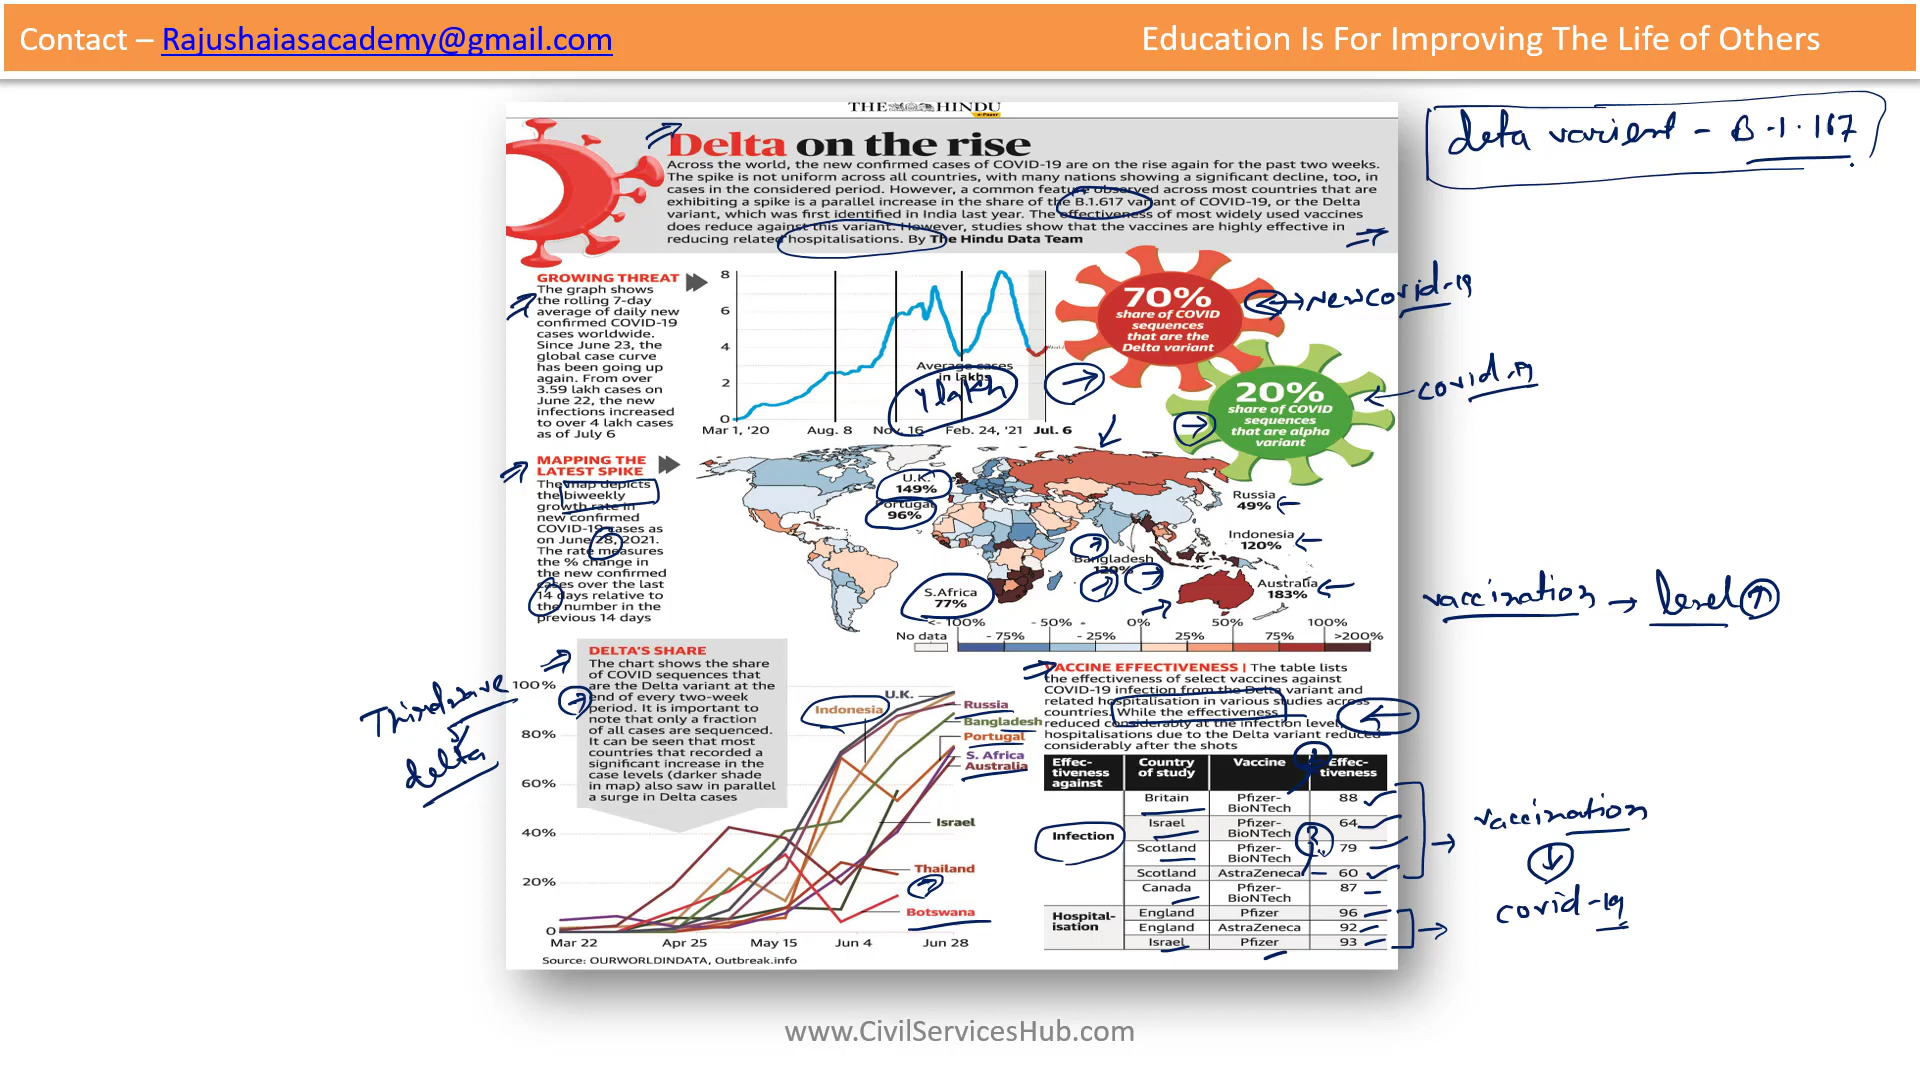 Contact – Rajushaiasacademy@gmail.com
Education Is For Improving The Life of Others
THE HINDU
e-Paper
delta varient - B.1.167
Delta on the rise
Across the world, the new confirmed cases of COVID-19 are on the rise again for the past two weeks.
The spike is not uniform across all countries, with many nations showing a significant decline, too, in
cases in the considered period. However, a common feature observed across most countries that are
exhibiting a spike is a parallel increase in the share of the B.1.617 variant of COVID-19, or the Delta
variant, which was first identified in India last year. The effectiveness of most widely used vaccines
does reduce against this variant. However, studies show that the vaccines are highly effective in
reducing related hospitalisations. By The Hindu Data Team
GROWING THREAT
The graph shows
the rolling 7-day
average of daily new
confirmed COVID-19
cases worldwide.
Since June 23, the
global case curve
has been going up
again. From over
3.59 lakh cases on
June 22, the new
infections increased
to over 4 lakh cases
as of July 6
8
6
4
2
0
Average cases
in lakhs
4 lakh
Mar 1, '20 Aug. 8 Nov. 16 Feb. 24, '21 Jul. 6
70%
share of COVID
sequences
that are the
Delta variant
new covid-19
20%
share of COVID
sequences
that are alpha
variant
covid-19
MAPPING THE
LATEST SPIKE
The map depicts
the biweekly
growth rate in
new confirmed
COVID-19 cases as
on June 28, 2021.
The rate measures
the % change in
the new confirmed
cases over the last
14 days relative to
the number in the
previous 14 days
U.K.
149%
Portugal
96%
S.Africa
77%
Bangladesh
129%
Russia
49%
Indonesia
120%
Australia
183%
<- 100% - 50% - 0% 50% 100%
No data - 75% - 25% 25% 75% >200%
vaccination → level ↑
DELTA'S SHARE
The chart shows the share
of COVID sequences that
are the Delta variant at the
end of every two-week
period. It is important to
note that only a fraction
of all cases are sequenced.
It can be seen that most
countries that recorded a
significant increase in the
case levels (darker shade
in map) also saw in parallel
a surge in Delta cases
Third wave
delta
100%
80%
60%
40%
20%
0
U.K.
Indonesia
Russia
Bangladesh
Portugal
S. Africa
Australia
Israel
Thailand
Botswana
Mar 22 Apr 25 May 15 Jun 4 Jun 28
Source: OURWORLDINDATA, Outbreak.info
VACCINE EFFECTIVENESS | The table lists
the effectiveness of select vaccines against
COVID-19 infection from the Delta variant and
related hospitalisation in various studies across
countries. While the effectiveness
reduced considerably at the infection level,
hospitalisations due to the Delta variant reduced
considerably after the shots
Effec-
tiveness
against
Country
of study
Vaccine
Effec-
tiveness
Infection
Britain Pfizer-BioNTech 88
Israel Pfizer-BioNTech 64
Scotland Pfizer-BioNTech 79
Scotland AstraZeneca 60
Canada Pfizer-BioNTech 87
Hospital-
isation
England Pfizer 96
England AstraZeneca 92
Israel Pfizer 93
vaccination
↓
covid-19
www.CivilServicesHub.com